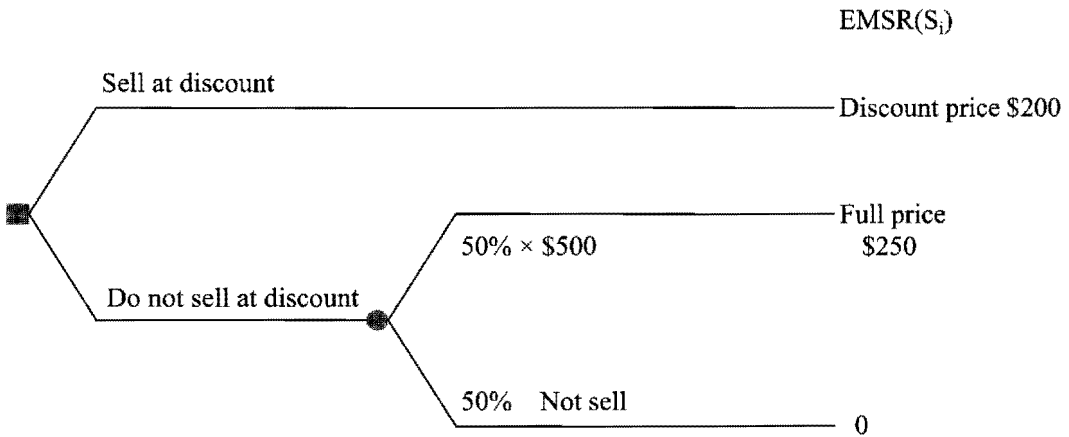 EMSR(Sᵢ)
Sell at discount
Discount price $200
Full price
50% × $500
$250
Do not sell at discount
50% Not sell
0